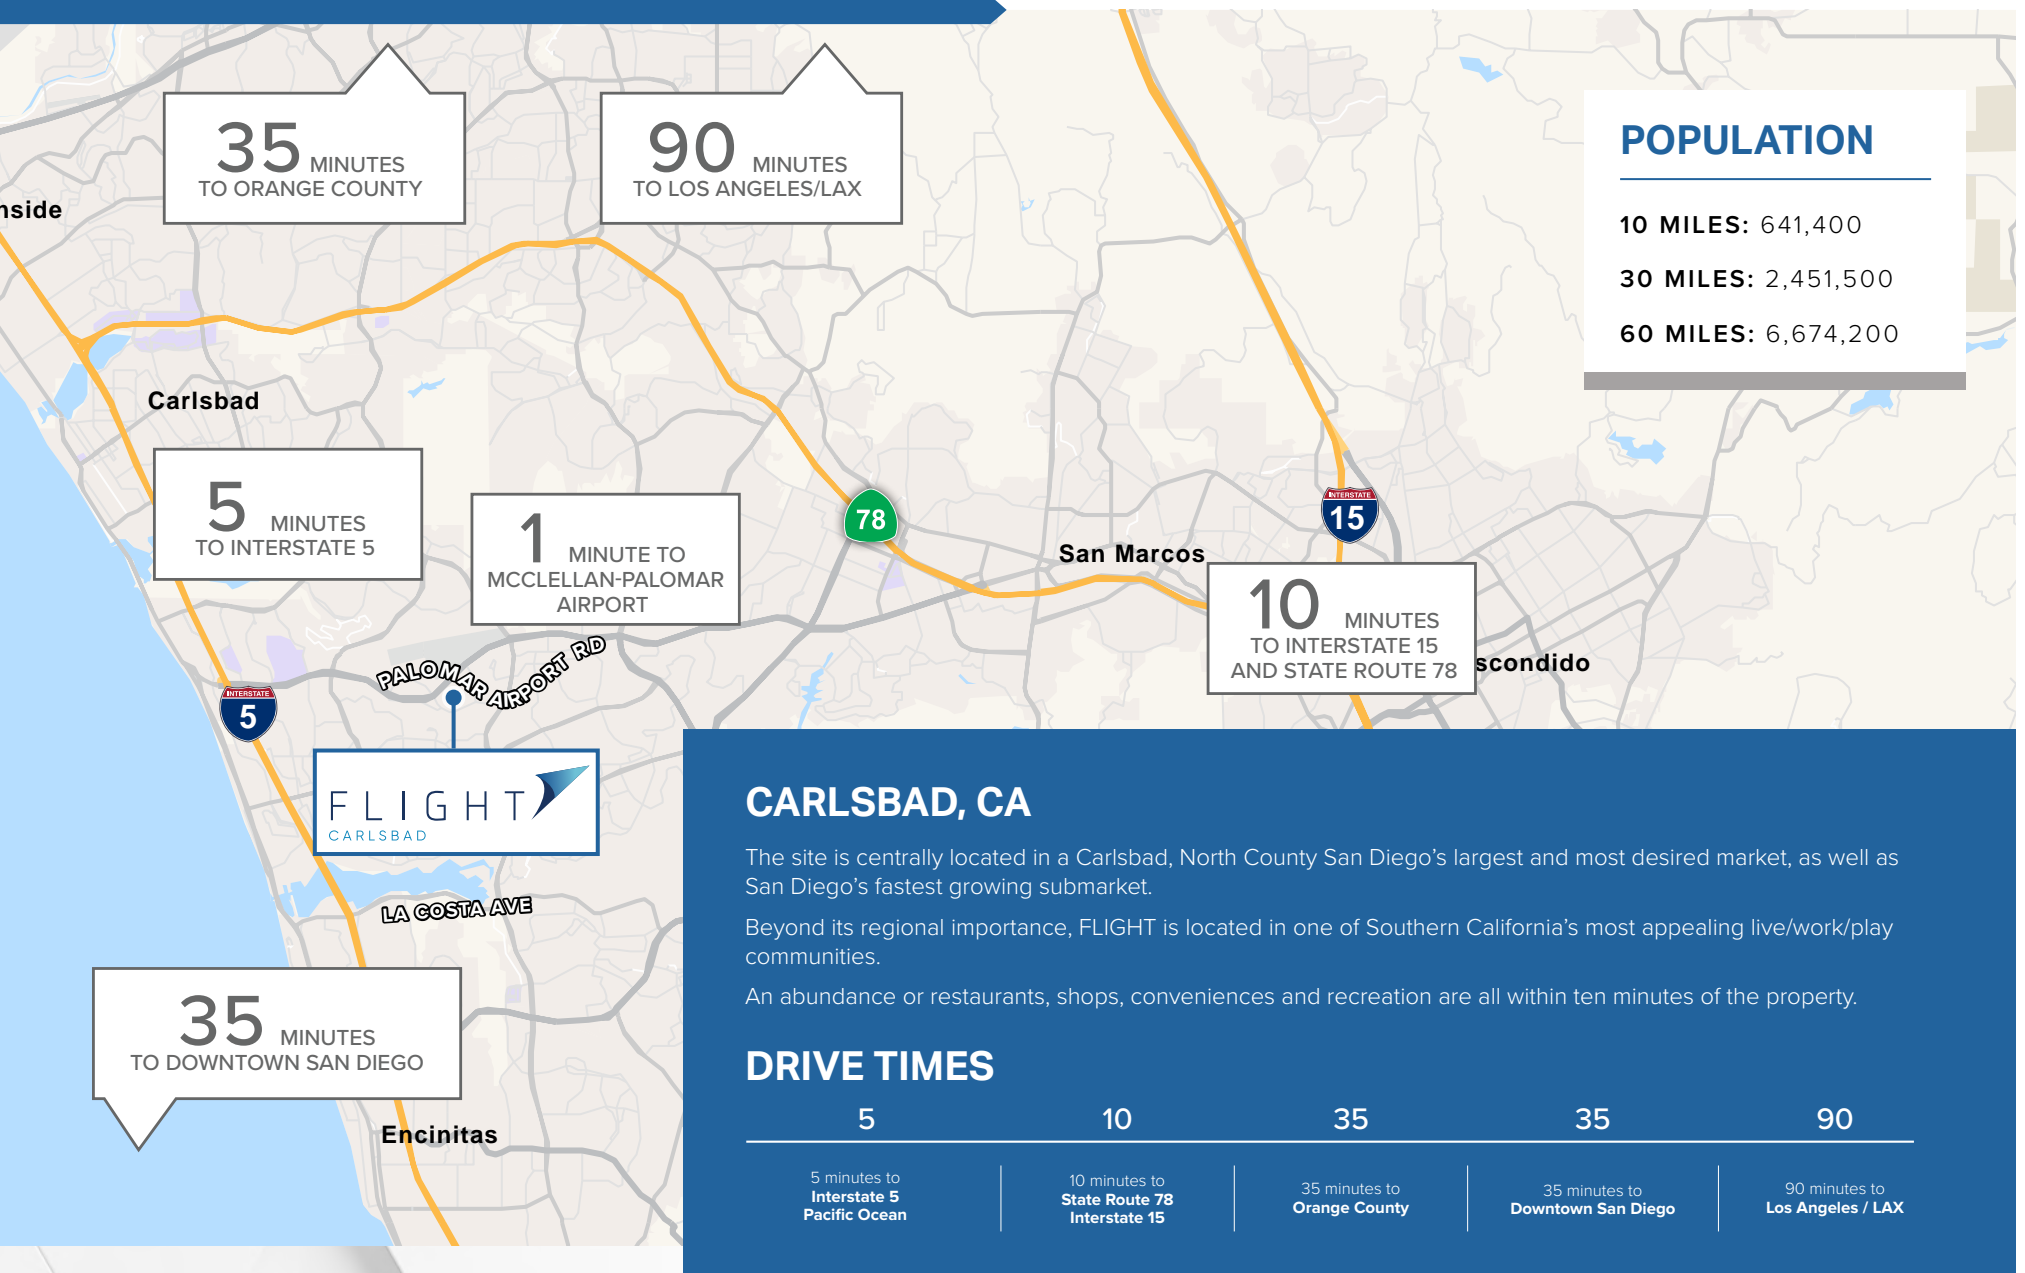 35 MINUTES
TO ORANGE COUNTY
90 MINUTES
TO LOS ANGELES/LAX
POPULATION
10 MILES: 641,400
30 MILES: 2,451,500
60 MILES: 6,674,200
nside
Carlsbad
5 MINUTES
TO INTERSTATE 5
1 MINUTE TO
MCCLELLAN-PALOMAR
AIRPORT
78
INTERSTATE
15
San Marcos
10 MINUTES
TO INTERSTATE 15
AND STATE ROUTE 78
scondido
PALOMAR AIRPORT RD
INTERSTATE
5
FLIGHT
CARLSBAD
LA COSTA AVE
35 MINUTES
TO DOWNTOWN SAN DIEGO
Encinitas
CARLSBAD, CA
The site is centrally located in a Carlsbad, North County San Diego’s largest and most desired market, as well as
San Diego’s fastest growing submarket.
Beyond its regional importance, FLIGHT is located in one of Southern California’s most appealing live/work/play
communities.
An abundance or restaurants, shops, conveniences and recreation are all within ten minutes of the property.
DRIVE TIMES
5 10 35 35 90
5 minutes to
Interstate 5
Pacific Ocean
10 minutes to
State Route 78
Interstate 15
35 minutes to
Orange County
35 minutes to
Downtown San Diego
90 minutes to
Los Angeles / LAX